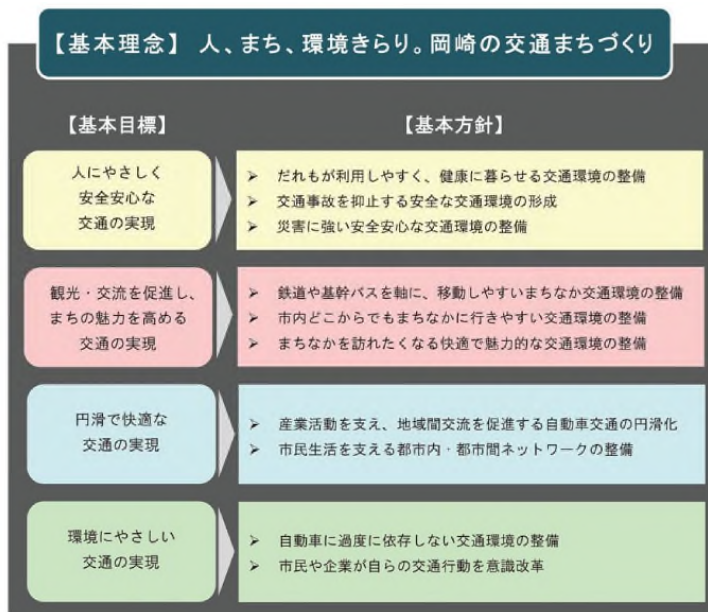 【基本理念】 人、まち、環境きらり。岡崎の交通まちづくり
【基本目標】
【基本方針】
人にやさしく
安全安心な
交通の実現
➢ だれもが利用しやすく、健康に暮らせる交通環境の整備
➢ 交通事故を抑止する安全な交通環境の形成
➢ 災害に強い安全安心な交通環境の整備
観光・交流を促進し、
まちの魅力を高める
交通の実現
➢ 鉄道や基幹バスを軸に、移動しやすいまちなか交通環境の整備
➢ 市内どこからでもまちなかに行きやすい交通環境の整備
➢ まちなかを訪れたくなる快適で魅力的な交通環境の整備
円滑で快適な
交通の実現
➢ 産業活動を支え、地域間交流を促進する自動車交通の円滑化
➢ 市民生活を支える都市内・都市間ネットワークの整備
環境にやさしい
交通の実現
➢ 自動車に過度に依存しない交通環境の整備
➢ 市民や企業が自らの交通行動を意識改革